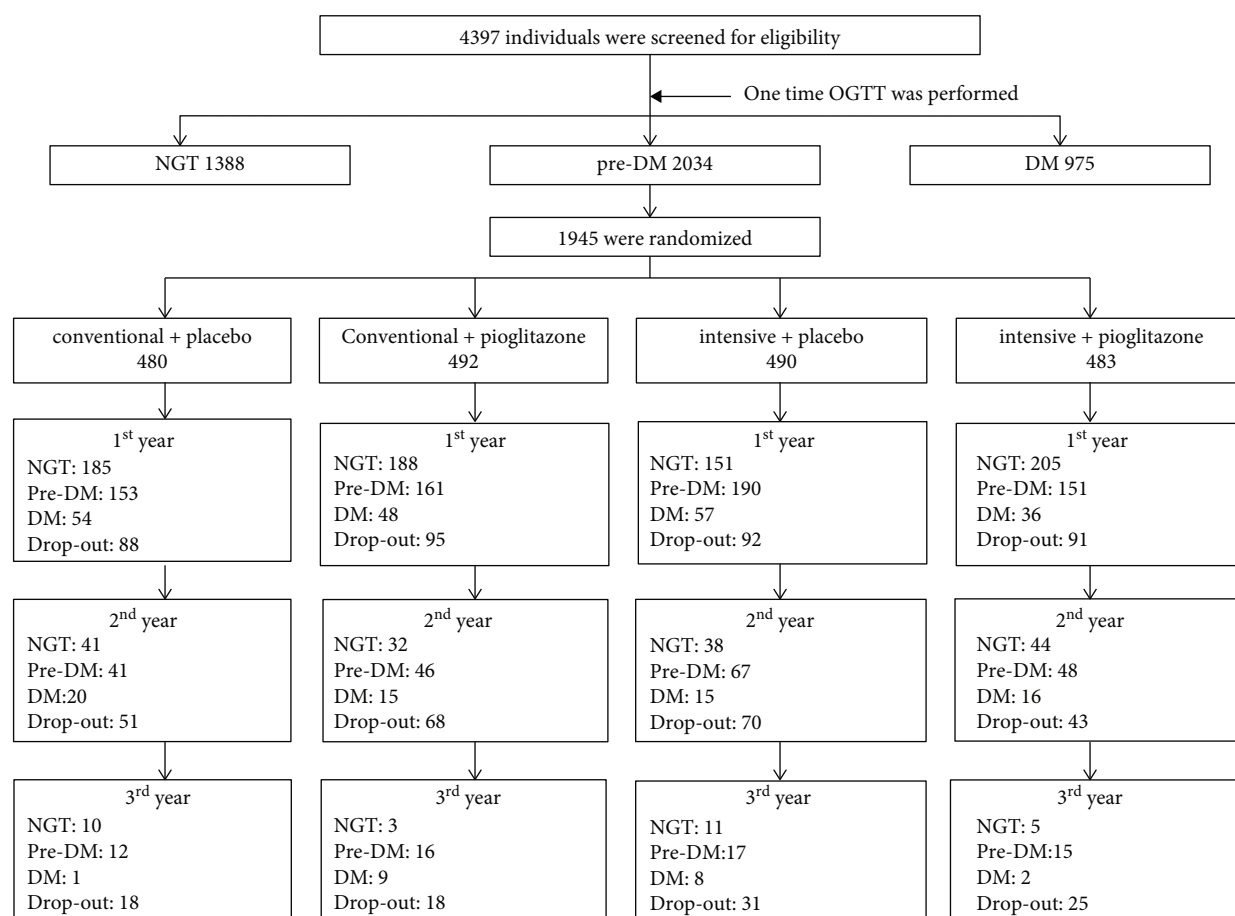 4397 individuals were screened for eligibility
One time OGTT was performed
NGT 1388
pre-DM 2034
DM 975
1945 were randomized
conventional + placebo
480
Conventional + pioglitazone
492
intensive + placebo
490
intensive + pioglitazone
483
1st year
NGT: 185
Pre-DM: 153
DM: 54
Drop-out: 88
1st year
NGT: 188
Pre-DM: 161
DM: 48
Drop-out: 95
1st year
NGT: 151
Pre-DM: 190
DM: 57
Drop-out: 92
1st year
NGT: 205
Pre-DM: 151
DM: 36
Drop-out: 91
2nd year
NGT: 41
Pre-DM: 41
DM:20
Drop-out: 51
2nd year
NGT: 32
Pre-DM: 46
DM: 15
Drop-out: 68
2nd year
NGT: 38
Pre-DM: 67
DM: 15
Drop-out: 70
2nd year
NGT: 44
Pre-DM: 48
DM: 16
Drop-out: 43
3rd year
NGT: 10
Pre-DM: 12
DM: 1
Drop-out: 18
3rd year
NGT: 3
Pre-DM: 16
DM: 9
Drop-out: 18
3rd year
NGT: 11
Pre-DM:17
DM: 8
Drop-out: 31
3rd year
NGT: 5
Pre-DM:15
DM: 2
Drop-out: 25